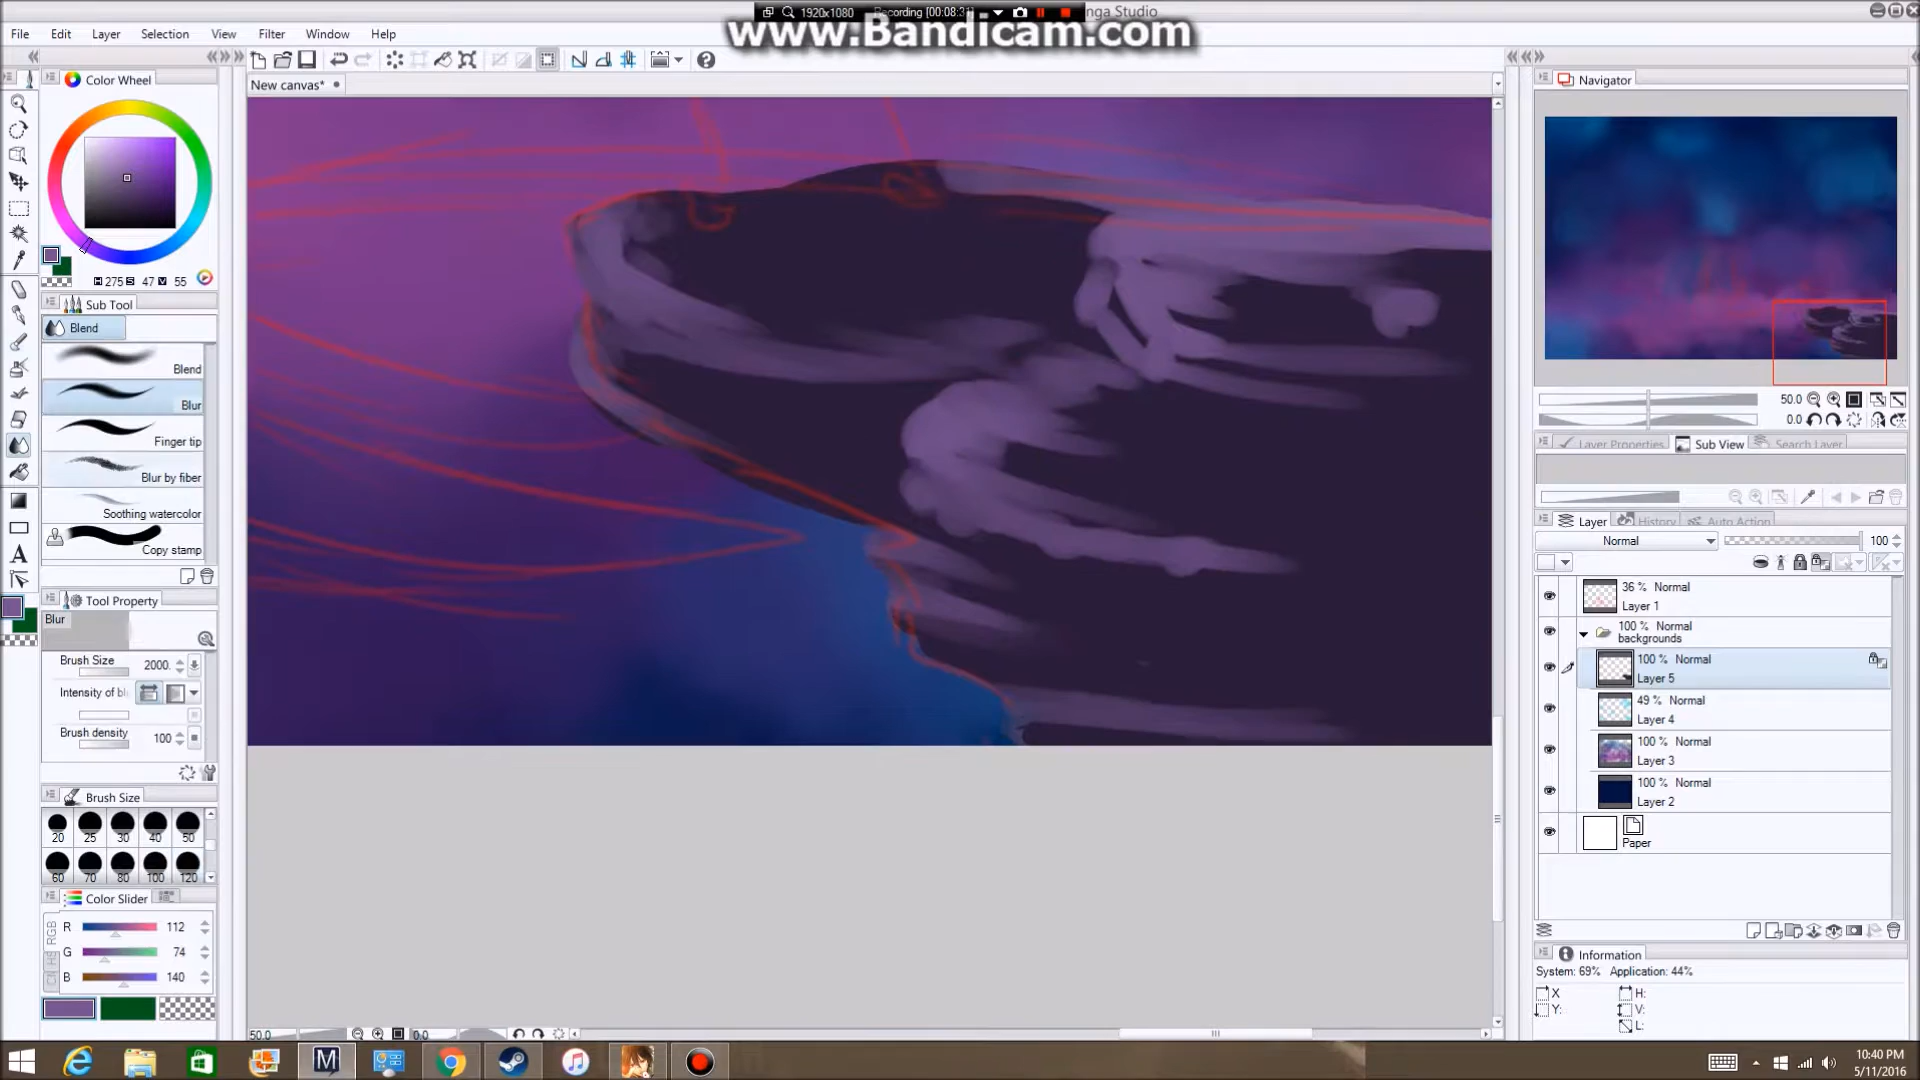 1920x1080 Recording [00:08:31] nga Studio
www.Bandicam.com
File Edit Layer Selection View Filter Window Help
Color Wheel
New canvas*
Navigator
H 275 S 47 V 55
Sub Tool
Blend
Blend
Blur
Finger tip
Blur by fiber
Soothing watercolor
Copy stamp
Tool Property
Blur
Brush Size 2000.
Intensity of bl
Brush density 100
Brush Size
20 25 30 40 50
60 70 80 100 120
Color Slider
RGB
R 112
G 74
B 140
50.0 0.0
50.0
0.0
Layer Properties Sub View Search Layer
Layer History Auto Action
Normal 100
36 % Normal
Layer 1
100 % Normal
backgrounds
100 % Normal
Layer 5
49 % Normal
Layer 4
100 % Normal
Layer 3
100 % Normal
Layer 2
Paper
Information
System: 69% Application: 44%
X H:
Y: V:
L:
10:40 PM
5/11/2016